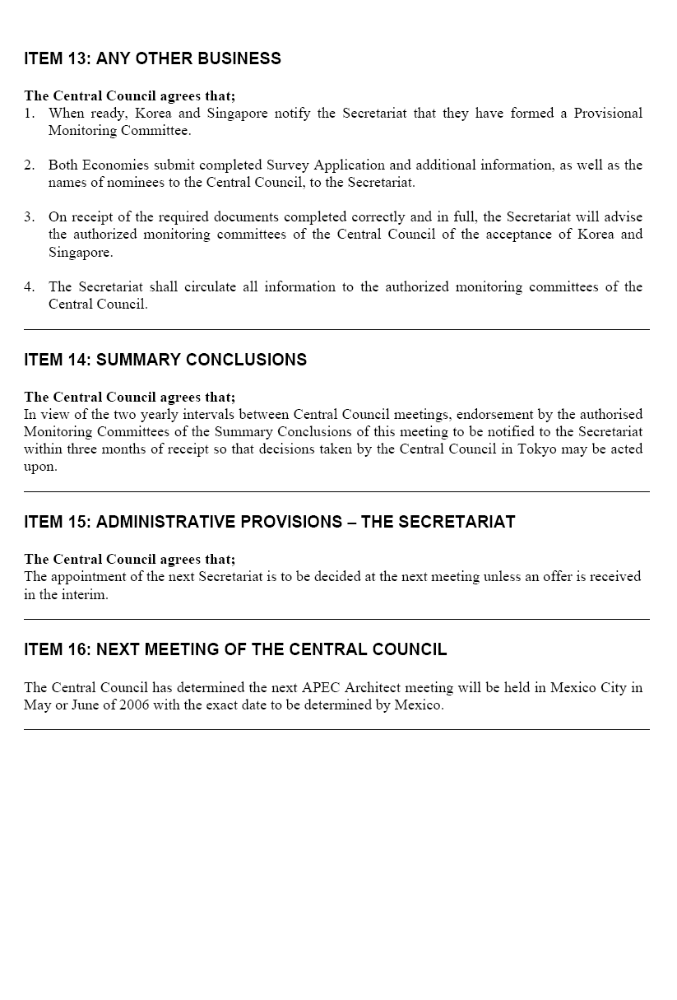 ITEM 13: ANY OTHER BUSINESS
The Central Council agrees that;
1. When ready, Korea and Singapore notify the Secretariat that they have formed a Provisional
Monitoring Committee.
2. Both Economies submit completed Survey Application and additional information, as well as the
names of nominees to the Central Council, to the Secretariat.
3. On receipt of the required documents completed correctly and in full, the Secretariat will advise
the authorized monitoring committees of the Central Council of the acceptance of Korea and
Singapore.
4. The Secretariat shall circulate all information to the authorized monitoring committees of the
Central Council.
ITEM 14: SUMMARY CONCLUSIONS
The Central Council agrees that;
In view of the two yearly intervals between Central Council meetings, endorsement by the authorised
Monitoring Committees of the Summary Conclusions of this meeting to be notified to the Secretariat
within three months of receipt so that decisions taken by the Central Council in Tokyo may be acted
upon.
ITEM 15: ADMINISTRATIVE PROVISIONS – THE SECRETARIAT
The Central Council agrees that;
The appointment of the next Secretariat is to be decided at the next meeting unless an offer is received
in the interim.
ITEM 16: NEXT MEETING OF THE CENTRAL COUNCIL
The Central Council has determined the next APEC Architect meeting will be held in Mexico City in
May or June of 2006 with the exact date to be determined by Mexico.